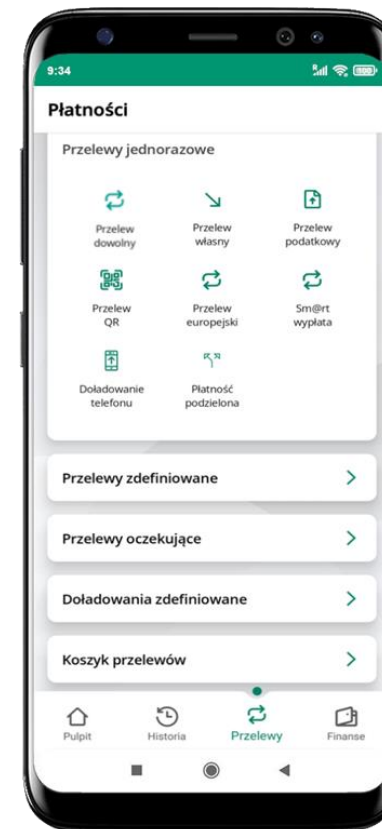 9:34
Płatności
Przelewy jednorazowe
Przelew
dowolny
Przelew
własny
Przelew
podatkowy
Przelew
QR
Przelew
europejski
Sm@rt
wypłata
Doładowanie
telefonu
Płatność
podzielona
Przelewy zdefiniowane
Przelewy oczekujące
Doładowania zdefiniowane
Koszyk przelewów
Pulpit
Historia
Przelewy
Finanse